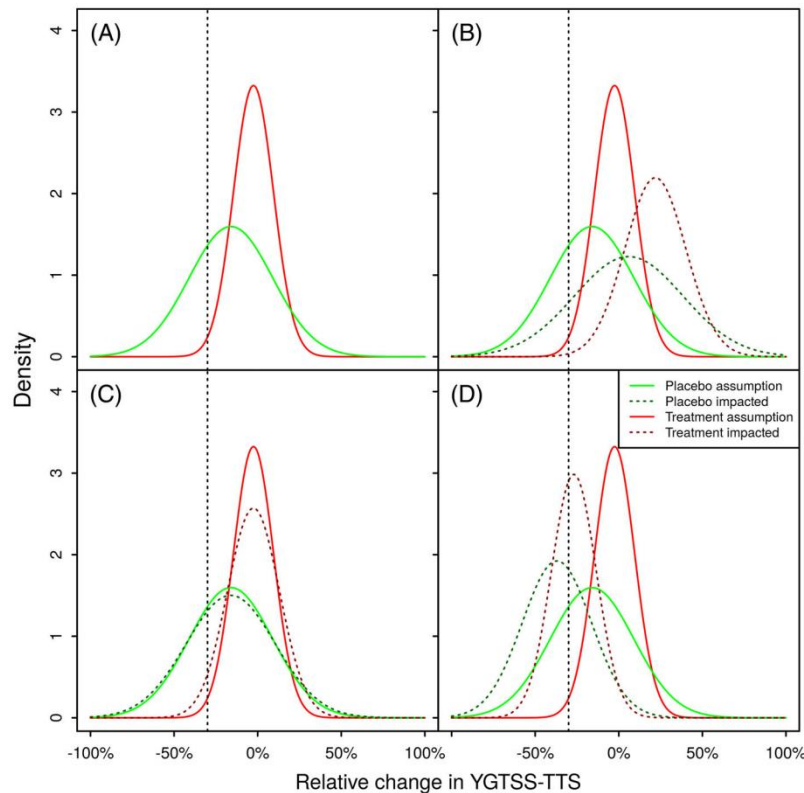 (A)
(B)
4
3
2
1
0
Density
(C)
(D)
Placebo assumption
Placebo impacted
Treatment assumption
Treatment impacted
4
3
2
1
0
-100%
-50%
0%
50%
100%
-50%
0%
50%
100%
Relative change in YGTSS-TTS